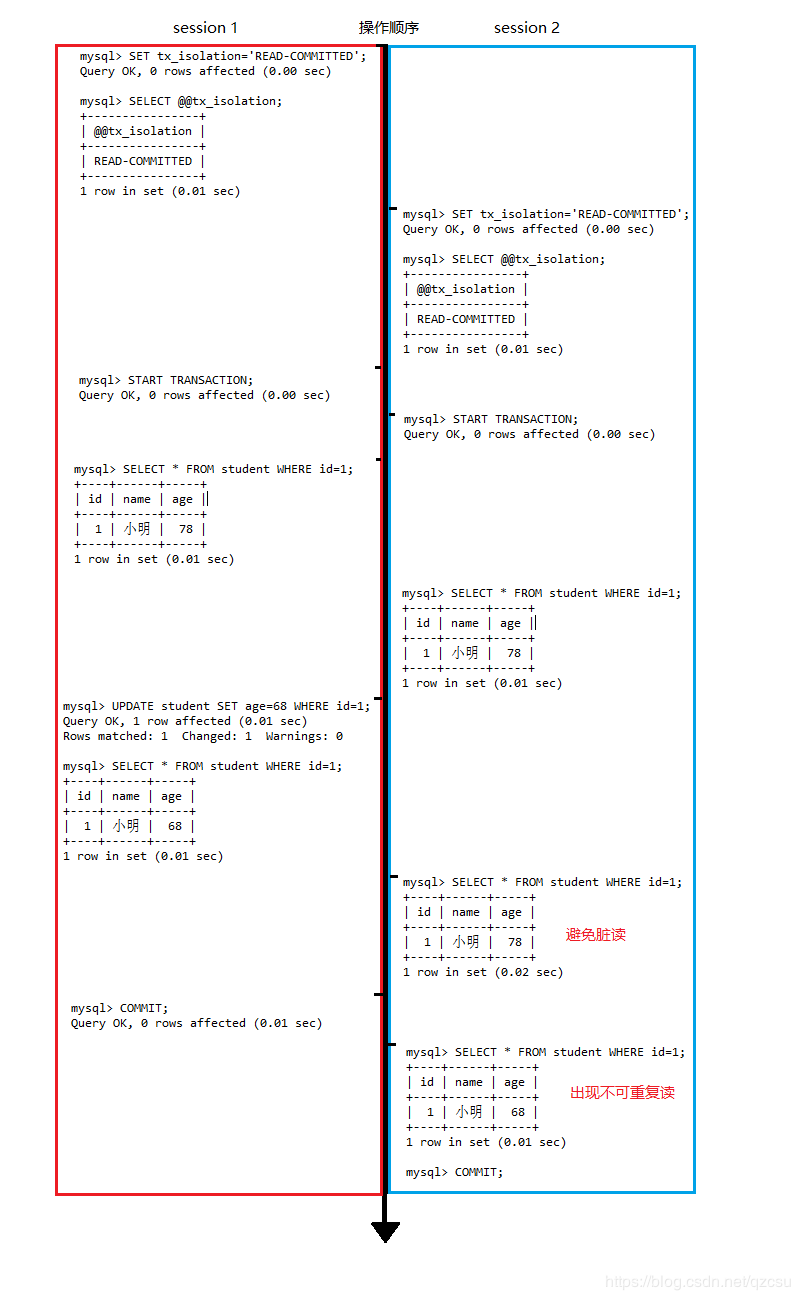 session 1 操作顺序 session 2
mysql> SET tx_isolation='READ-COMMITTED';
Query OK, 0 rows affected (0.00 sec)
mysql> SELECT @@tx_isolation;
+----------------+
| @@tx_isolation |
+----------------+
| READ-COMMITTED |
+----------------+
1 row in set (0.01 sec)
mysql> SET tx_isolation='READ-COMMITTED';
Query OK, 0 rows affected (0.00 sec)
mysql> SELECT @@tx_isolation;
+----------------+
| @@tx_isolation |
+----------------+
| READ-COMMITTED |
+----------------+
1 row in set (0.01 sec)
mysql> START TRANSACTION;
Query OK, 0 rows affected (0.00 sec)
mysql> START TRANSACTION;
Query OK, 0 rows affected (0.00 sec)
mysql> SELECT * FROM student WHERE id=1;
+----+------+-----+
| id | name | age |
+----+------+-----+
|  1 | 小明 |  78 |
+----+------+-----+
1 row in set (0.01 sec)
mysql> SELECT * FROM student WHERE id=1;
+----+------+-----+
| id | name | age |
+----+------+-----+
|  1 | 小明 |  78 |
+----+------+-----+
1 row in set (0.01 sec)
mysql> UPDATE student SET age=68 WHERE id=1;
Query OK, 1 row affected (0.01 sec)
Rows matched: 1  Changed: 1  Warnings: 0
mysql> SELECT * FROM student WHERE id=1;
+----+------+-----+
| id | name | age |
+----+------+-----+
|  1 | 小明 |  68 |
+----+------+-----+
1 row in set (0.01 sec)
mysql> SELECT * FROM student WHERE id=1;
+----+------+-----+
| id | name | age |
+----+------+-----+
|  1 | 小明 |  78 | 避免脏读
+----+------+-----+
1 row in set (0.02 sec)
mysql> COMMIT;
Query OK, 0 rows affected (0.01 sec)
mysql> SELECT * FROM student WHERE id=1;
+----+------+-----+
| id | name | age |
+----+------+-----+ 出现不可重复读
|  1 | 小明 |  68 |
+----+------+-----+
1 row in set (0.01 sec)
mysql> COMMIT;
https://blog.csdn.net/qzcsu